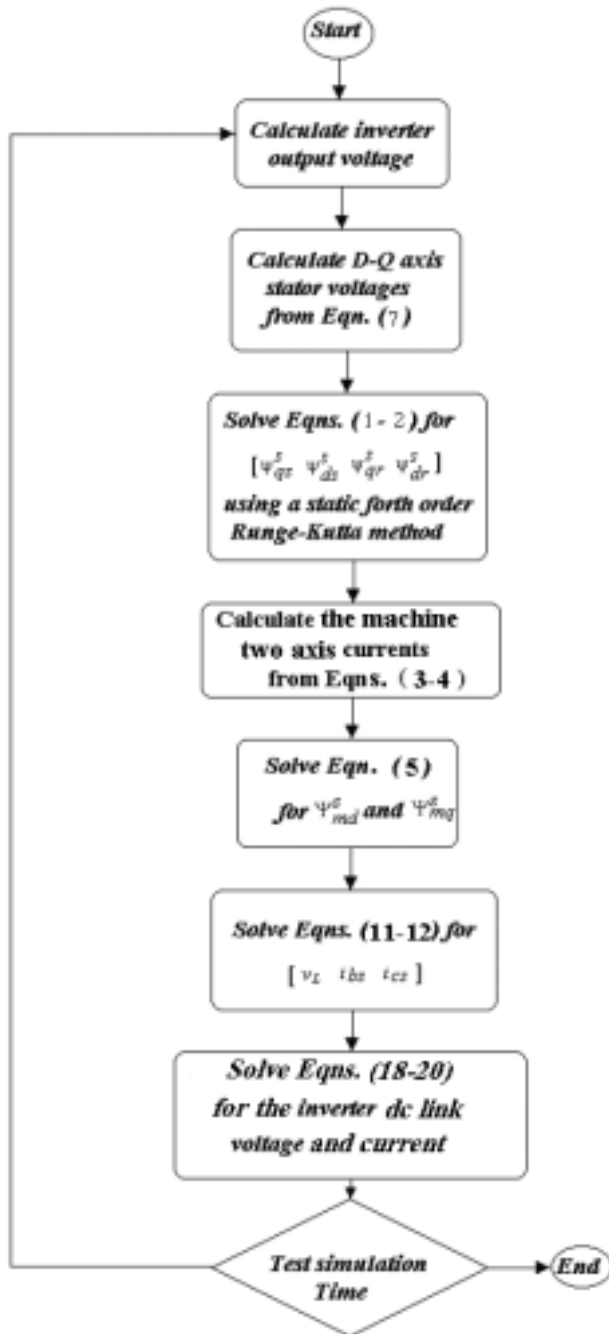 Start
Calculate inverter
output voltage
Calculate D-Q axis
stator voltages
from Eqn. (7)
Solve Eqns. (1- 2) for
[Ψ^s_qs Ψ^s_ds Ψ^s_qr Ψ^s_dr]
using a static forth order
Runge-Kutta method
Calculate the machine
two axis currents
from Eqns. (3-4)
Solve Eqn. (5)
for Ψ^s_md and Ψ^s_mq
Solve Eqns. (11-12) for
[v_L i_bs i_cs]
Solve Eqns. (18-20)
for the inverter dc link
voltage and current
Test simulation
Time
End